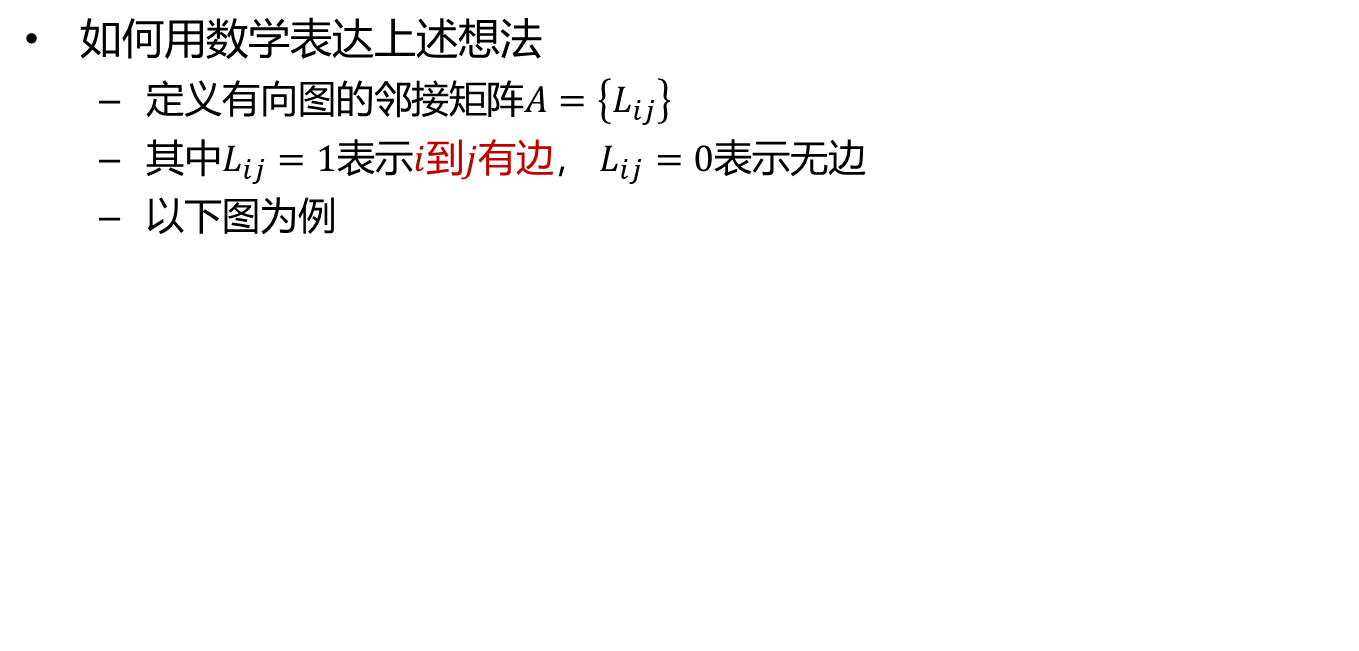 • 如何用数学表达上述想法
– 定义有向图的邻接矩阵𝐴 = {𝐿𝑖𝑗}
– 其中𝐿𝑖𝑗 = 1表示𝑖到𝑗有边， 𝐿𝑖𝑗 = 0表示无边
– 以下图为例